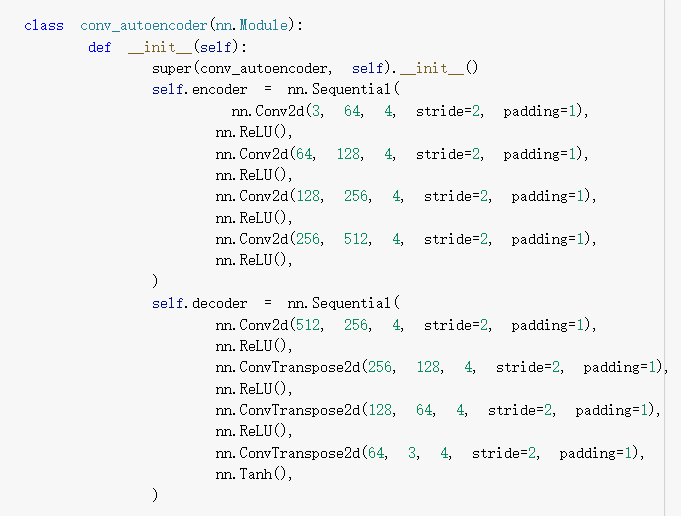 class conv_autoencoder(nn.Module):
def __init__(self):
super(conv_autoencoder, self).__init__()
self.encoder = nn.Sequential(
nn.Conv2d(3, 64, 4, stride=2, padding=1),
nn.ReLU(),
nn.Conv2d(64, 128, 4, stride=2, padding=1),
nn.ReLU(),
nn.Conv2d(128, 256, 4, stride=2, padding=1),
nn.ReLU(),
nn.Conv2d(256, 512, 4, stride=2, padding=1),
nn.ReLU(),
)
self.decoder = nn.Sequential(
nn.Conv2d(512, 256, 4, stride=2, padding=1),
nn.ReLU(),
nn.ConvTranspose2d(256, 128, 4, stride=2, padding=1),
nn.ReLU(),
nn.ConvTranspose2d(128, 64, 4, stride=2, padding=1),
nn.ReLU(),
nn.ConvTranspose2d(64, 3, 4, stride=2, padding=1),
nn.Tanh(),
)